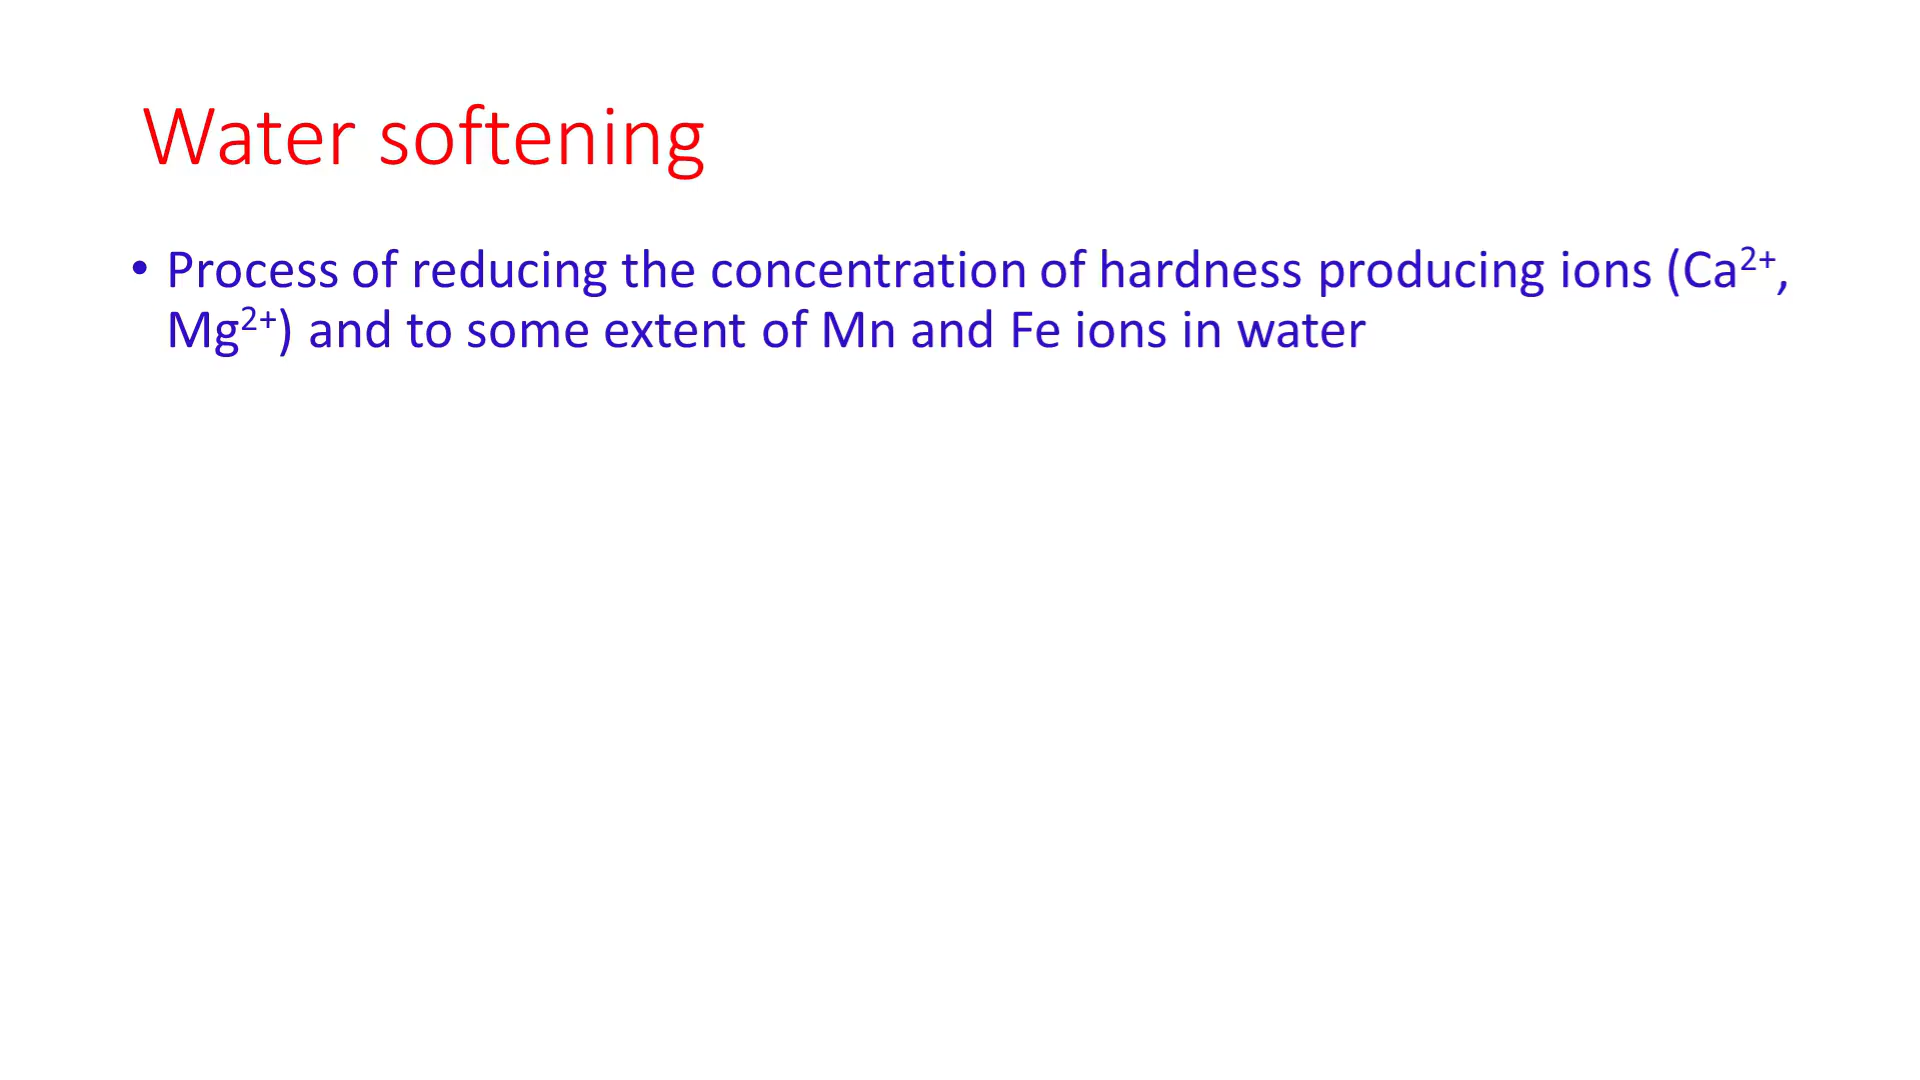 Water softening
• Process of reducing the concentration of hardness producing ions (Ca²⁺,
Mg²⁺) and to some extent of Mn and Fe ions in water